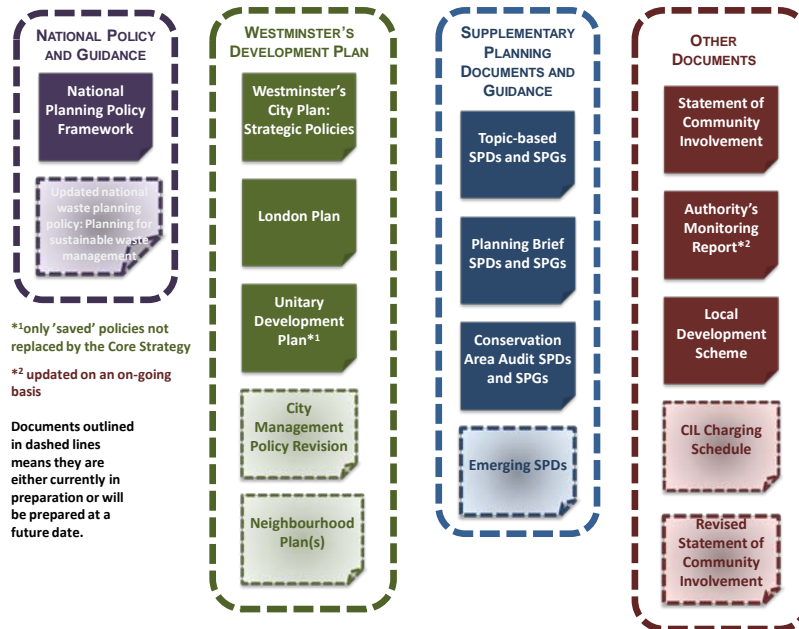 NATIONAL POLICY
AND GUIDANCE
National
Planning Policy
Framework
Updated national
waste planning
policy: Planning for
sustainable waste
management
*1only 'saved' policies not
replaced by the Core Strategy
*2 updated on an on-going
basis
Documents outlined
in dashed lines
means they are
either currently in
preparation or will
be prepared at a
future date.
WESTMINSTER'S
DEVELOPMENT PLAN
Westminster's
City Plan:
Strategic Policies
London Plan
Unitary
Development
Plan*1
City
Management
Policy Revision
Neighbourhood
Plan(s)
SUPPLEMENTARY
PLANNING
DOCUMENTS AND
GUIDANCE
Topic-based
SPDs and SPGs
Planning Brief
SPDs and SPGs
Conservation
Area Audit SPDs
and SPGs
Emerging SPDs
OTHER
DOCUMENTS
Statement of
Community
Involvement
Authority's
Monitoring
Report*2
Local
Development
Scheme
CIL Charging
Schedule
Revised
Statement of
Community
Involvement